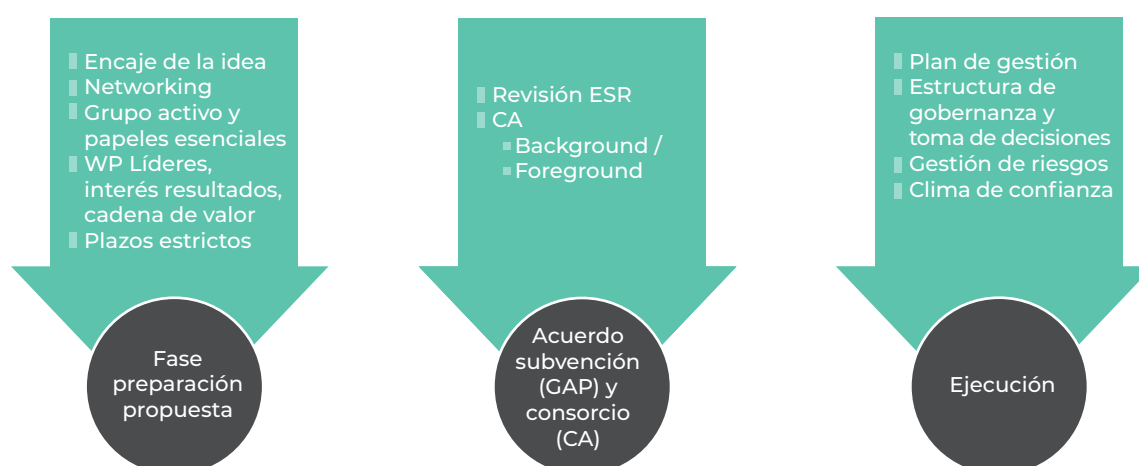 Encaje de la idea
Networking
Grupo activo y
papeles esenciales
WP Líderes,
interés resultados,
cadena de valor
Plazos estrictos
Fase
preparación
propuesta
Revisión ESR
CA
Background /
Foreground
Acuerdo
subvención
(GAP) y
consorcio
(CA)
Plan de gestión
Estructura de
gobernanza y
toma de decisiones
Gestión de riesgos
Clima de confianza
Ejecución